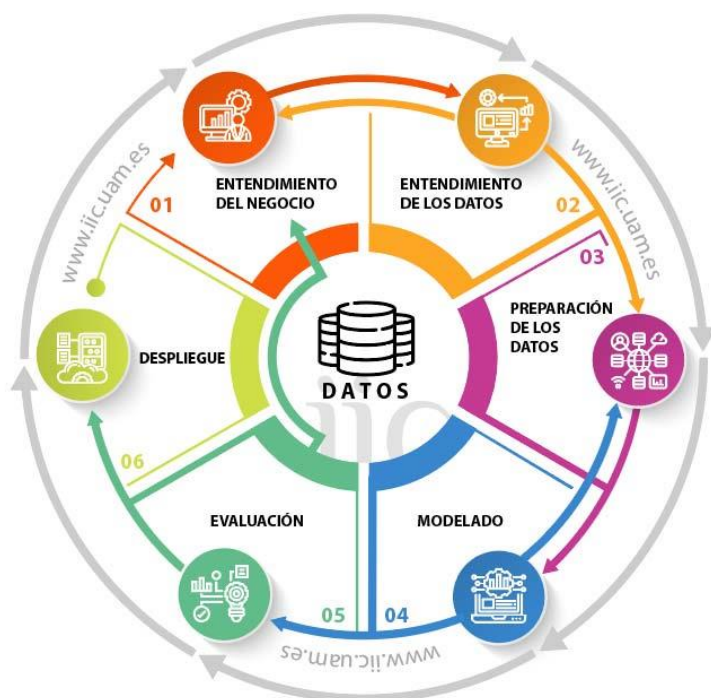 www.iic.uam.es
www.iic.uam.es
01
ENTENDIMIENTO
DEL NEGOCIO
ENTENDIMIENTO
DE LOS DATOS
02
03
PREPARACIÓN
DE LOS
DATOS
DESPLIEGUE
DATOS
iic
06
EVALUACIÓN
MODELADO
05
04
www.iic.uam.es